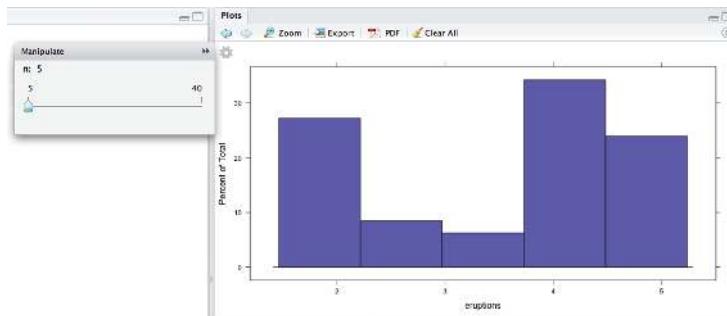 Plots
Zoom Export PDF Clear All
Manipulate
n: 5
5 40
Percent of Total
30
20
10
0
2 3 4 5
eruptions